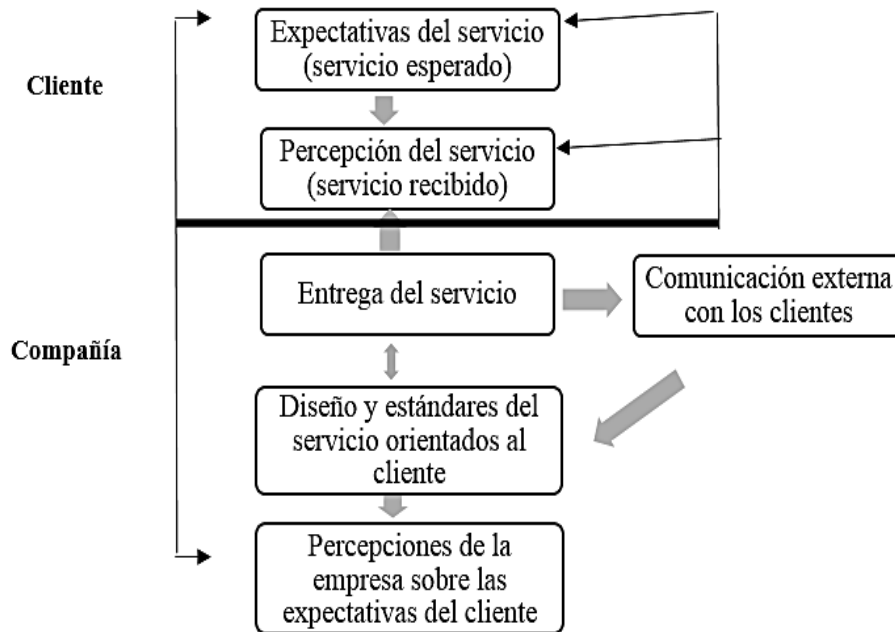 Expectativas del servicio
(servicio esperado)
Cliente
Percepción del servicio
(servicio recibido)
Entrega del servicio
Comunicación externa
con los clientes
Compañía
Diseño y estándares del
servicio orientados al
cliente
Percepciones de la
empresa sobre las
expectativas del cliente